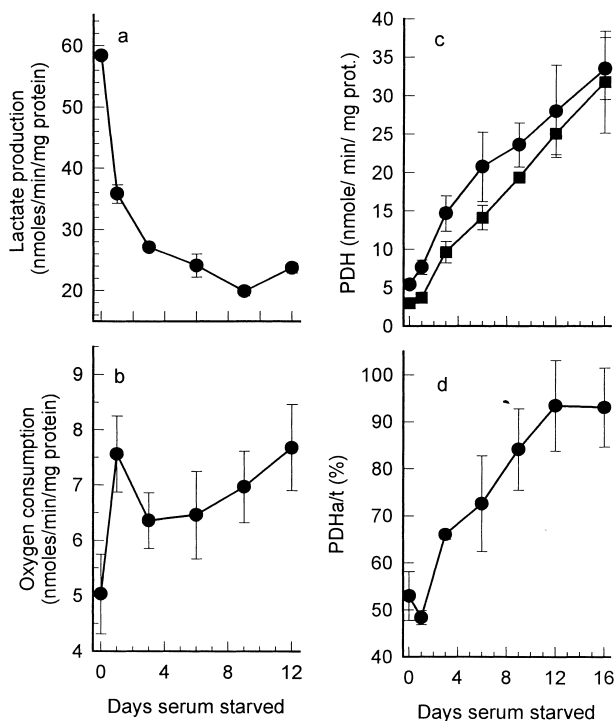 a
Lactate production
(nmoles/min/mg protein)
60
50
40
30
20
b
Oxygen consumption
(nmoles/min/mg protein)
9
8
7
6
5
4
0 4 8 12
Days serum starved
c
PDH (nmole/ min/ mg prot.)
40
35
30
25
20
15
10
5
0
d
PDHa/t (%)
100
90
80
70
60
50
40
0 4 8 12 16
Days serum starved